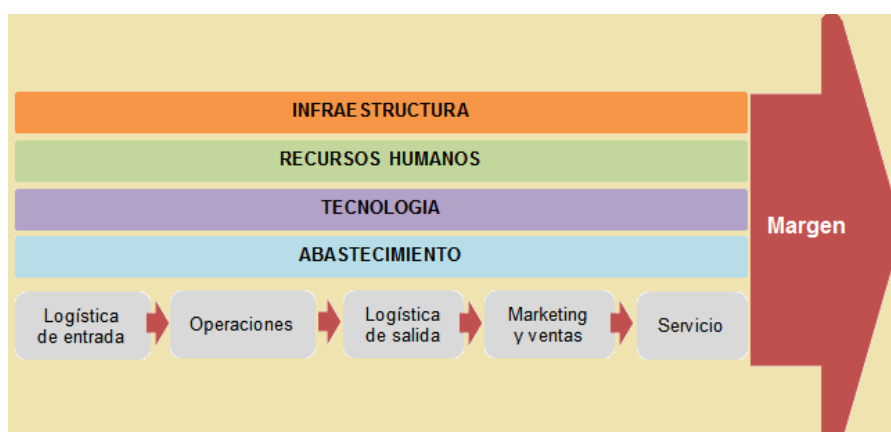 INFRAESTRUCTURA
RECURSOS HUMANOS
TECNOLOGIA
ABASTECIMIENTO
Margen
Logística
de entrada
Operaciones
Logística
de salida
Marketing
y ventas
Servicio